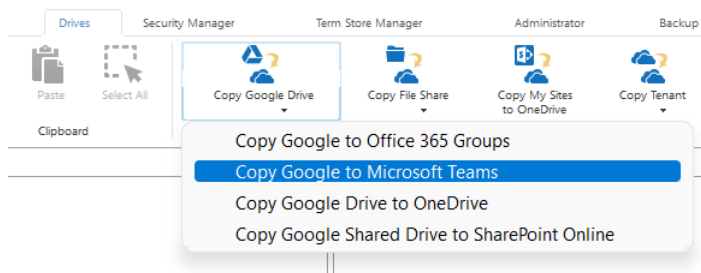 Drives Security Manager Term Store Manager Administrator Backup
Paste Select All Copy Google Drive Copy File Share Copy My Sites Copy Tenant
to OneDrive
Clipboard
Copy Google to Office 365 Groups
Copy Google to Microsoft Teams
Copy Google Drive to OneDrive
Copy Google Shared Drive to SharePoint Online